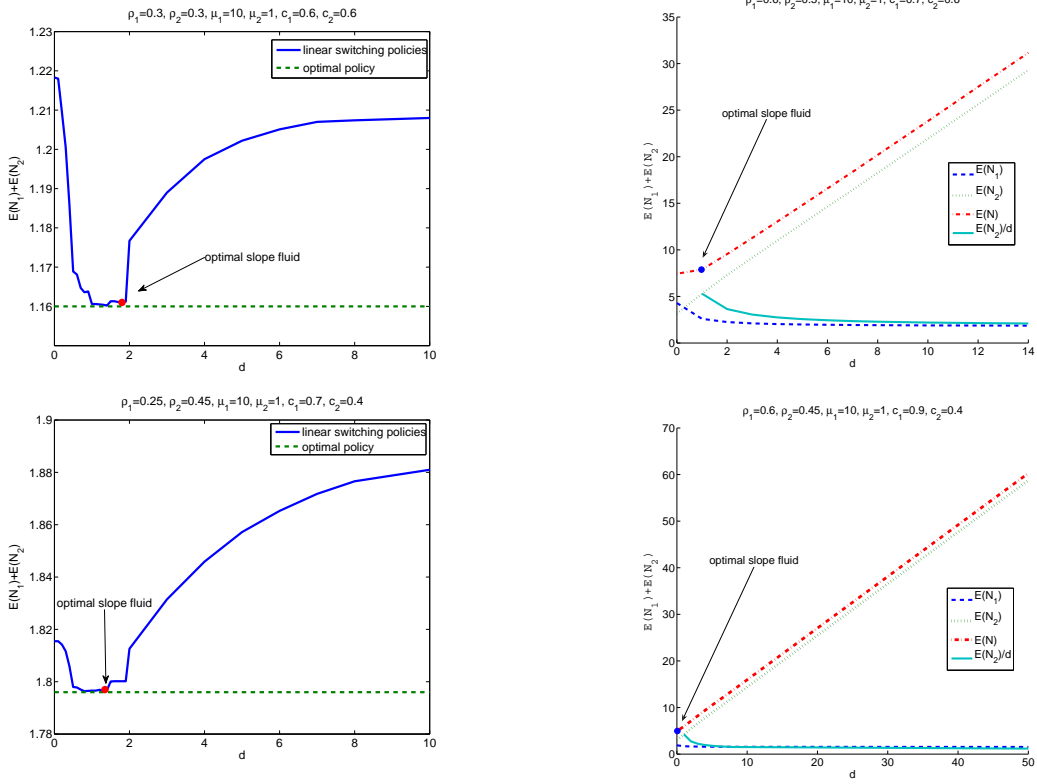 ρ₁=0.3, ρ₂=0.3, μ₁=10, μ₂=1, c₁=0.6, c₂=0.6
1.23
1.22
1.21
1.2
1.19
1.18
1.17
1.16
E(N₁)+E(N₂)
linear switching policies
optimal policy
optimal slope fluid
0 2 4 6 8 10
d
μ₁=10, μ₂=1,
35
30
25
20
15
10
5
0
E(N₁)+E(N₂)
optimal slope fluid
E(N₁)
E(N₂)
E(N)
E(N₂)/d
0 2 4 6 8 10 12 14
d
ρ₁=0.25, ρ₂=0.45, μ₁=10, μ₂=1, c₁=0.7, c₂=0.4
1.9
1.88
1.86
1.84
1.82
1.8
1.78
E(N₁)+E(N₂)
linear switching policies
optimal policy
optimal slope fluid
0 2 4 6 8 10
d
ρ₁=0.6, ρ₂=0.45, μ₁=10, μ₂=1, c₁=0.9, c₂=0.4
70
60
50
40
30
20
10
0
E(N₁)+E(N₂)
optimal slope fluid
E(N₁)
E(N₂)
E(N)
E(N₂)/d
0 10 20 30 40 50
d